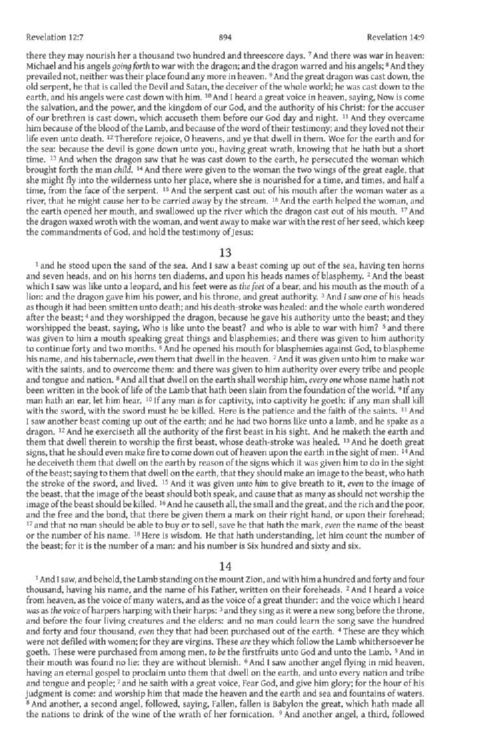 Revelation 12:7 894 Revelation 14:9
there they may nourish her a thousand two hundred and threescore days. 7 And there was war in heaven:
Michael and his angels going forth to war with the dragon; and the dragon warred and his angels; 8 And they
prevailed not, neither was their place found any more in heaven. 9 And the great dragon was cast down, the
old serpent, he that is called the Devil and Satan, the deceiver of the whole world; he was cast down to the
earth, and his angels were cast down with him. 10 And I heard a great voice in heaven, saying, Now is come
the salvation, and the power, and the kingdom of our God, and the authority of his Christ: for the accuser
of our brethren is cast down, which accuseth them before our God day and night. 11 And they overcame
him because of the blood of the Lamb, and because of the word of their testimony; and they loved not their
life even unto death. 12 Therefore rejoice, O heavens, and ye that dwell in them. Woe for the earth and for
the sea: because the devil is gone down unto you, having great wrath, knowing that he hath but a short
time. 13 And when the dragon saw that he was cast down to the earth, he persecuted the woman which
brought forth the man child. 14 And there were given to the woman the two wings of the great eagle, that
she might fly into the wilderness unto her place, where she is nourished for a time, and times, and half a
time, from the face of the serpent. 15 And the serpent cast out of his mouth after the woman water as a
river, that he might cause her to be carried away by the stream. 16 And the earth helped the woman, and
the earth opened her mouth, and swallowed up the river which the dragon cast out of his mouth. 17 And
the dragon waxed wroth with the woman, and went away to make war with the rest of her seed, which keep
the commandments of God, and hold the testimony of Jesus:
13
1 and he stood upon the sand of the sea. And I saw a beast coming up out of the sea, having ten horns
and seven heads, and on his horns ten diadems, and upon his heads names of blasphemy. 2 And the beast
which I saw was like unto a leopard, and his feet were as the feet of a bear, and his mouth as the mouth of a
lion: and the dragon gave him his power, and his throne, and great authority. 3 And I saw one of his heads
as though it had been smitten unto death; and his death-stroke was healed: and the whole earth wondered
after the beast; 4 and they worshipped the dragon, because he gave his authority unto the beast; and they
worshipped the beast, saying, Who is like unto the beast? and who is able to war with him? 5 and there
was given to him a mouth speaking great things and blasphemies; and there was given to him authority
to continue forty and two months. 6 And he opened his mouth for blasphemies against God, to blaspheme
his name, and his tabernacle, even them that dwell in the heaven. 7 And it was given unto him to make war
with the saints, and to overcome them: and there was given to him authority over every tribe and people
and tongue and nation. 8 And all that dwell on the earth shall worship him, every one whose name hath not
been written in the book of life of the Lamb that hath been slain from the foundation of the world. 9 If any
man hath an ear, let him hear. 10 If any man is for captivity, into captivity he goeth: if any man shall kill
with the sword, with the sword must he be killed. Here is the patience and the faith of the saints. 11 And
I saw another beast coming up out of the earth; and he had two horns like unto a lamb, and he spake as a
dragon. 12 And he exerciseth all the authority of the first beast in his sight. And he maketh the earth and
them that dwell therein to worship the first beast, whose death-stroke was healed. 13 And he doeth great
signs, that he should even make fire to come down out of heaven upon the earth in the sight of men. 14 And
he deceiveth them that dwell on the earth by reason of the signs which it was given him to do in the sight
of the beast; saying to them that dwell on the earth, that they should make an image to the beast, who hath
the stroke of the sword, and lived. 15 And it was given unto him to give breath to it, even to the image of
the beast, that the image of the beast should both speak, and cause that as many as should not worship the
image of the beast should be killed. 16 And he causeth all, the small and the great, and the rich and the poor,
and the free and the bond, that there be given them a mark on their right hand, or upon their forehead;
17 and that no man should be able to buy or to sell, save he that hath the mark, even the name of the beast
or the number of his name. 18 Here is wisdom. He that hath understanding, let him count the number of
the beast; for it is the number of a man: and his number is Six hundred and sixty and six.
14
1 And I saw, and behold, the Lamb standing on the mount Zion, and with him a hundred and forty and four
thousand, having his name, and the name of his Father, written on their foreheads. 2 And I heard a voice
from heaven, as the voice of many waters, and as the voice of a great thunder: and the voice which I heard
was as the voice of harpers harping with their harps: 3 and they sing as it were a new song before the throne,
and before the four living creatures and the elders: and no man could learn the song save the hundred
and forty and four thousand, even they that had been purchased out of the earth. 4 These are they which
were not defiled with women; for they are virgins. These are they which follow the Lamb whithersoever he
goeth. These were purchased from among men, to be the firstfruits unto God and unto the Lamb. 5 And in
their mouth was found no lie: they are without blemish. 6 And I saw another angel flying in mid heaven,
having an eternal gospel to proclaim unto them that dwell on the earth, and unto every nation and tribe
and tongue and people; 7 and he saith with a great voice, Fear God, and give him glory; for the hour of his
judgment is come: and worship him that made the heaven and the earth and sea and fountains of waters.
8 And another, a second angel, followed, saying, Fallen, fallen is Babylon the great, which hath made all
the nations to drink of the wine of the wrath of her fornication. 9 And another angel, a third, followed